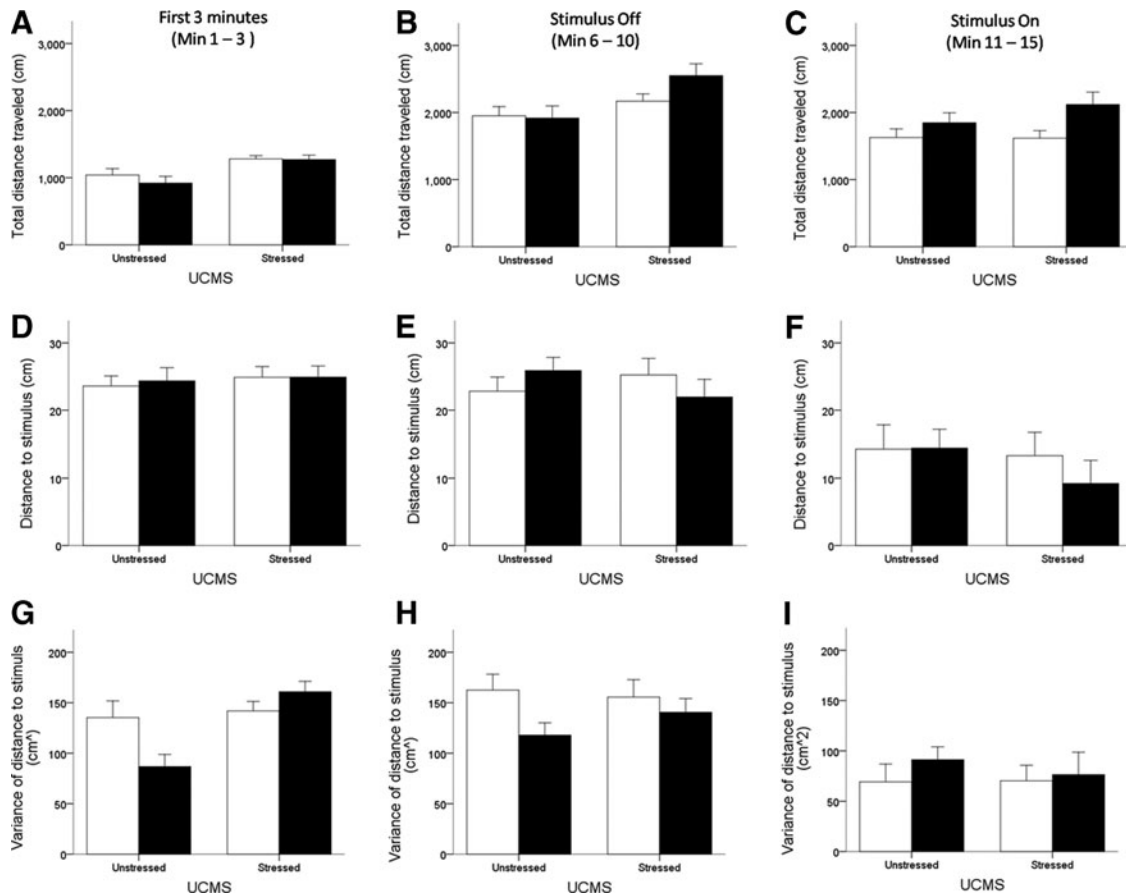 A
First 3 minutes
(Min 1 – 3 )
Total distance traveled (cm)
3,000
2,000
1,000
0
Unstressed
Stressed
UCMS
B
Stimulus Off
(Min 6 – 10)
Total distance traveled (cm)
3,000
2,000
1,000
0
Unstressed
Stressed
UCMS
C
Stimulus On
(Min 11 – 15)
Total distance traveled (cm)
3,000
2,000
1,000
0
Unstressed
Stressed
UCMS
D
Distance to stimulus (cm)
30
20
10
0
Unstressed
Stressed
UCMS
E
Distance to stimulus (cm)
30
20
10
0
Unstressed
Stressed
UCMS
F
Distance to stimulus (cm)
30
20
10
0
Unstressed
Stressed
UCMS
G
Variance of distance to stimuls
(cm^)
200
150
100
50
0
Unstressed
Stressed
UCMS
H
Variance of distance to stimulus
(cm^)
200
150
100
50
0
Unstressed
Stressed
UCMS
I
Variance of distance to stimulus
(cm^2)
200
150
100
50
0
Unstressed
Stressed
UCMS